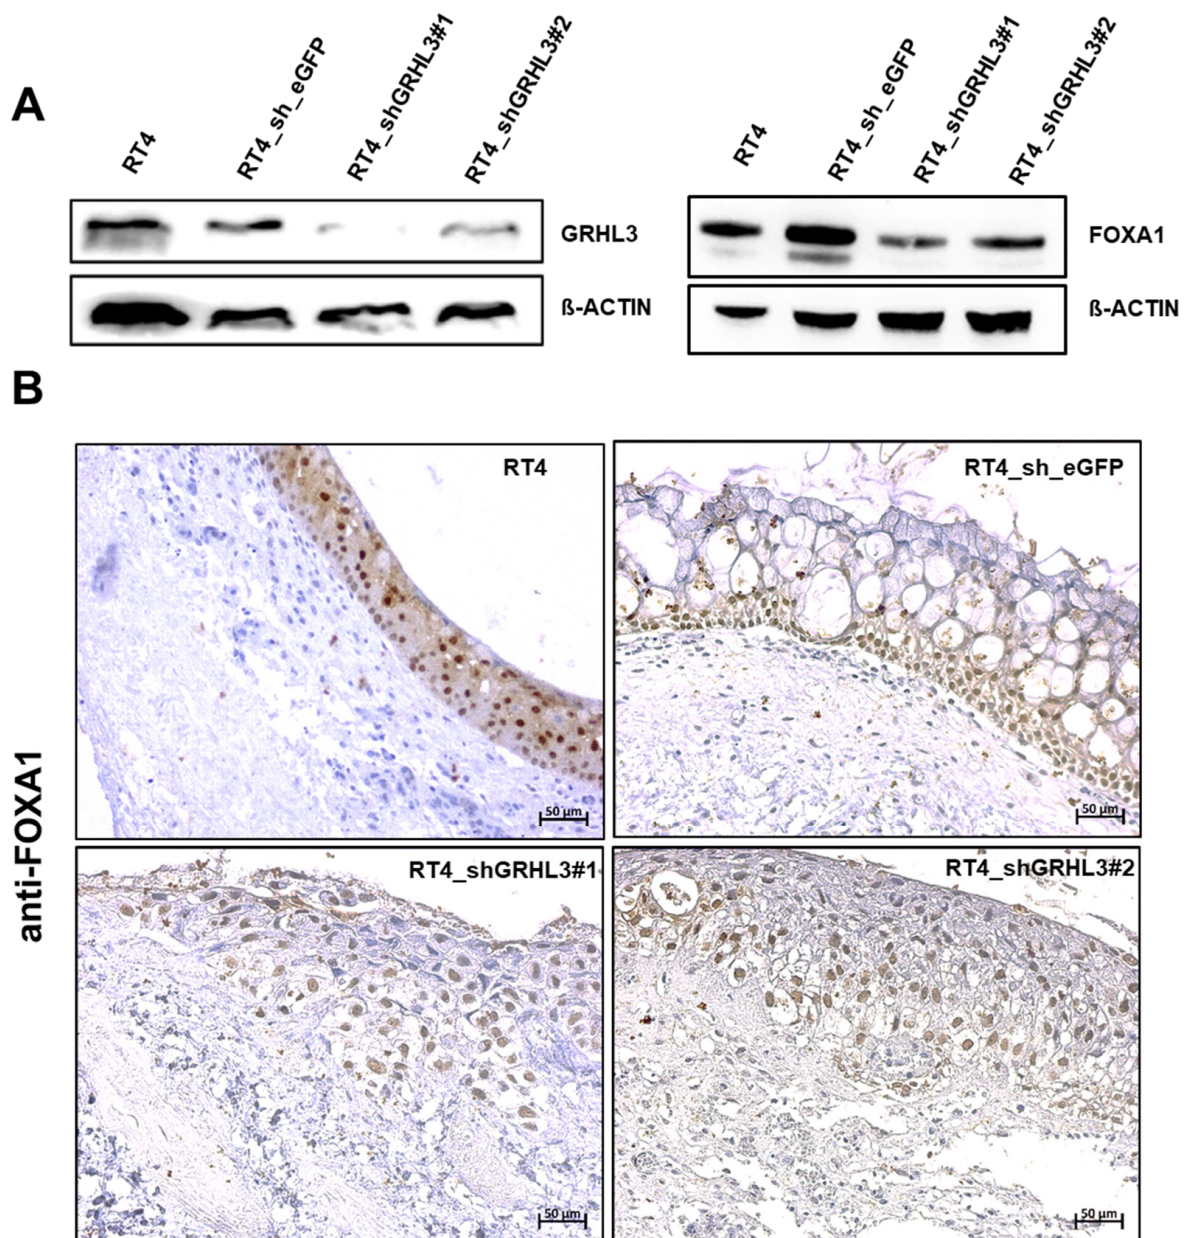 A
RT4
RT4_sh_eGFP
RT4_shGRHL3#1
RT4_shGRHL3#2
RT4
RT4_sh_eGFP
RT4_shGRHL3#1
RT4_shGRHL3#2
GRHL3
ß-ACTIN
FOXA1
ß-ACTIN
B
anti-FOXA1
RT4
50 µm
RT4_sh_eGFP
50 µm
RT4_shGRHL3#1
50 µm
RT4_shGRHL3#2
50 µm